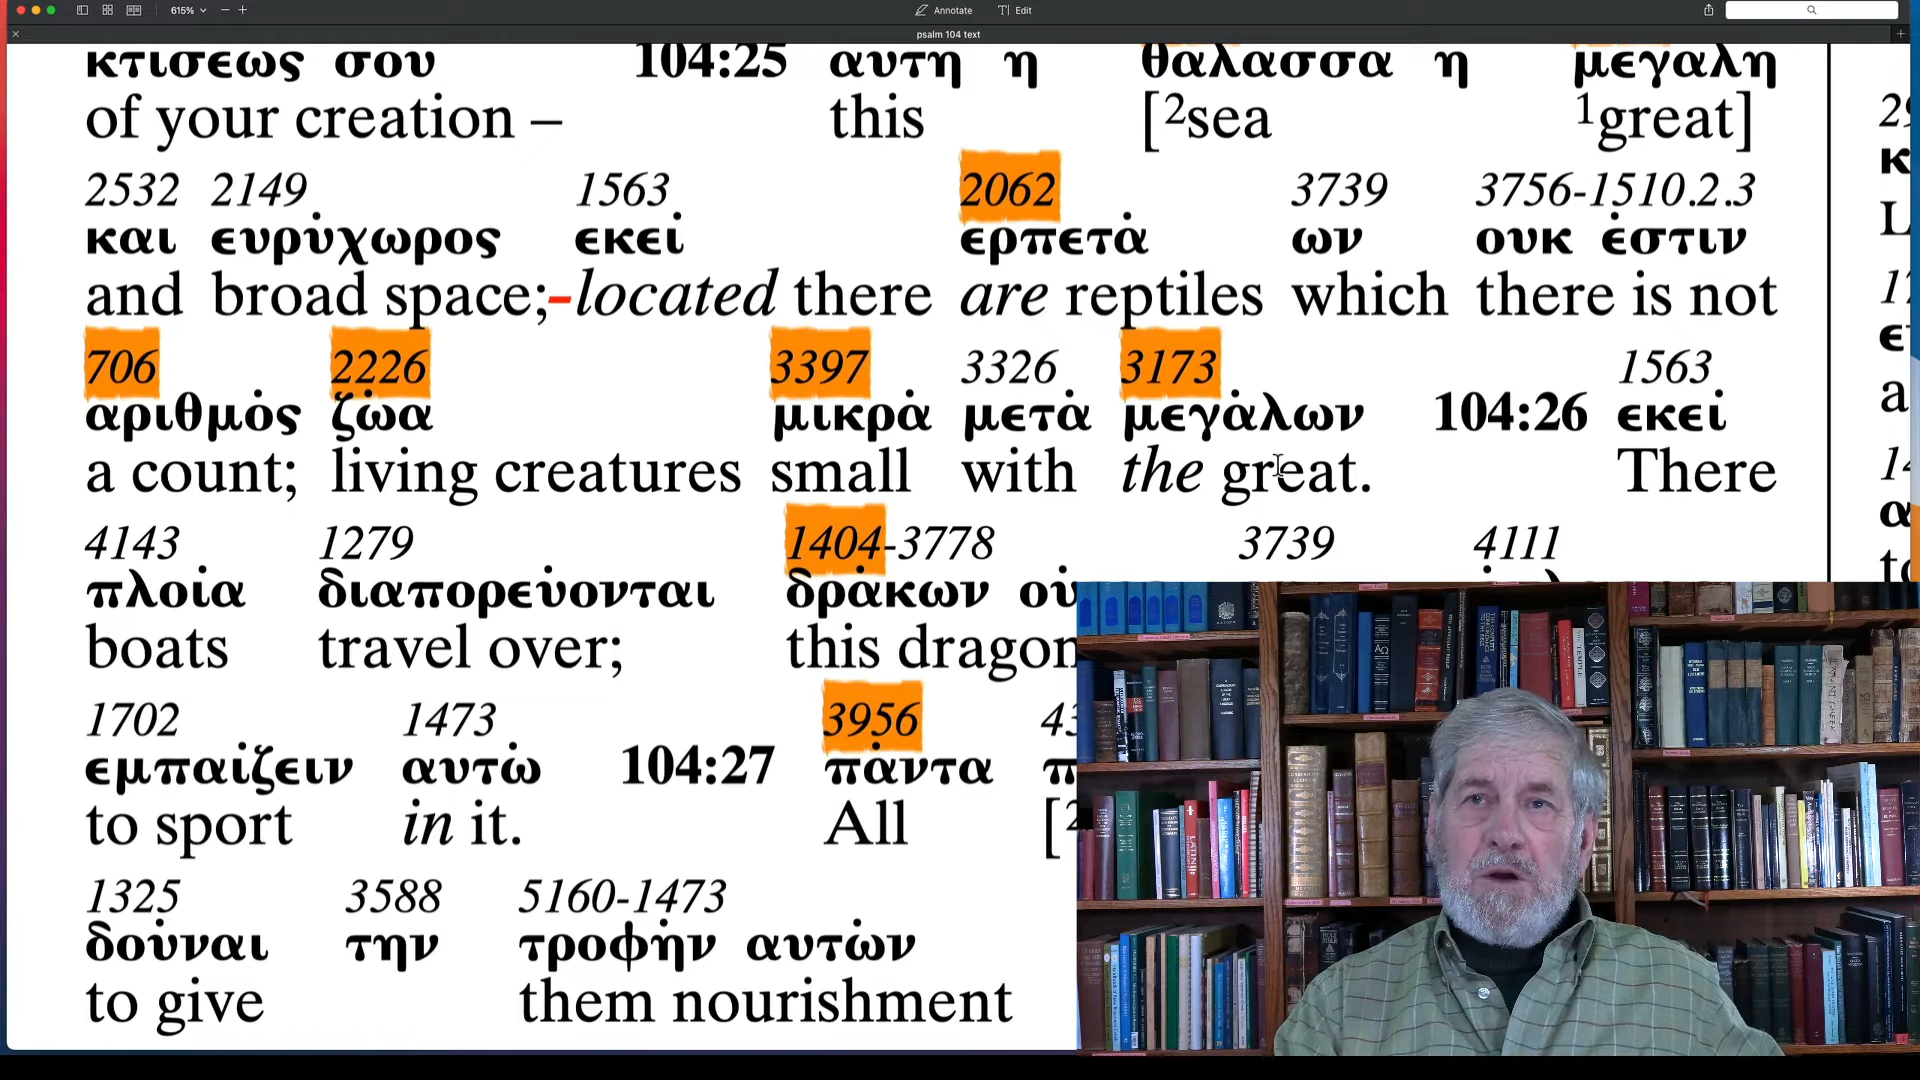 615%
Annotate
Edit
psalm 104 text
κτισεως σου 104:25 αυτη η θαλασσα η μεγαλη
of your creation – this [²sea ¹great]
2532 2149 1563 2062 3739 3756-1510.2.3
και ευρύχωρος εκεί ερπετά ων ουκ έστιν
and broad space;-located there are reptiles which there is not
706 2226 3397 3326 3173 1563
αριθμός ζώα μικρά μετά μεγάλων 104:26 εκεί
a count; living creatures small with the great. There
4143 1279 1404-3778 3739 4111
πλοία διαπορεύονται δράκων
boats travel over; this dragon
1702 1473 3956
εμπαίζειν αυτώ 104:27 πάντα
to sport in it. All
1325 3588 5160-1473
δούναι την τροφήν αυτών
to give them nourishment